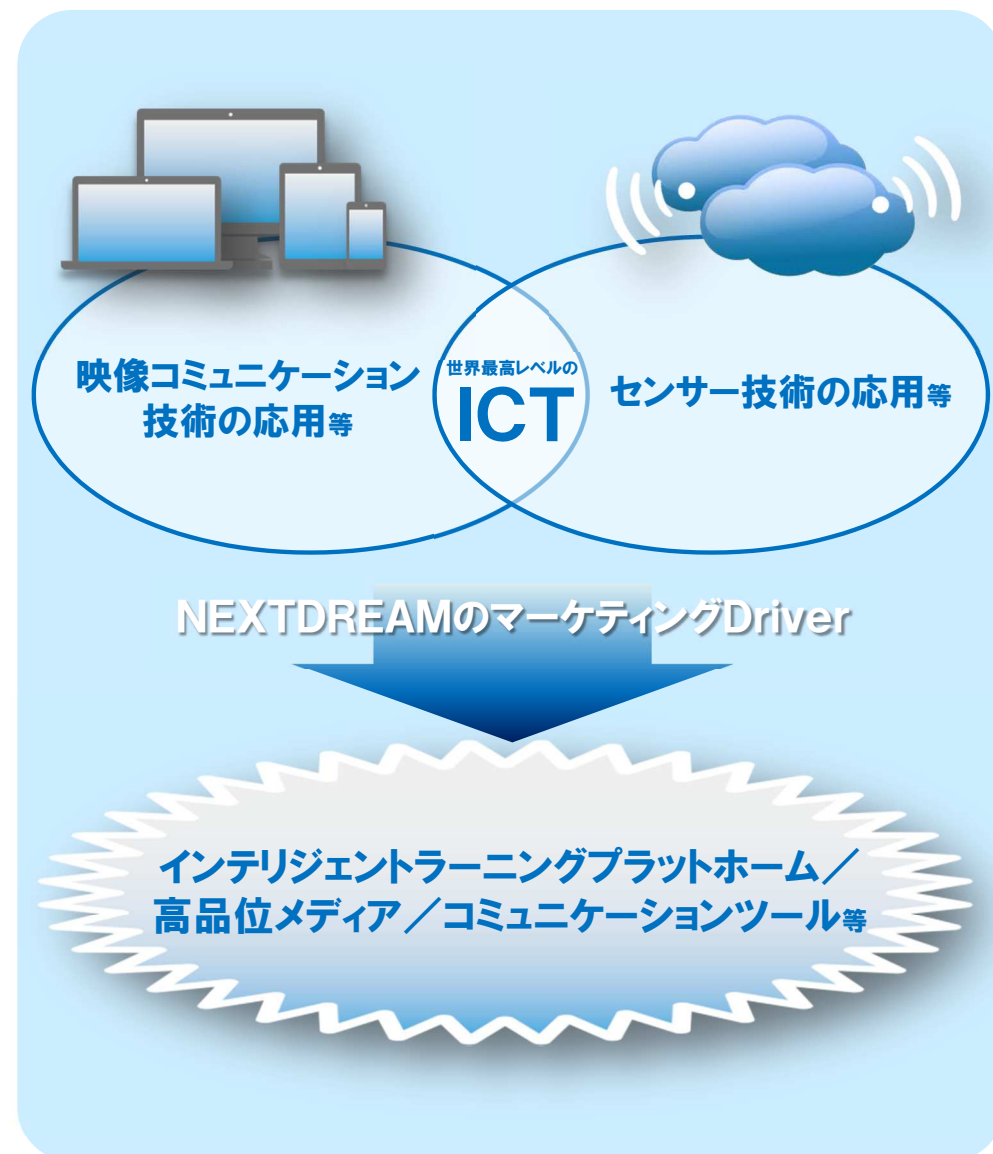 映像コミュニケーション
技術の応用等
世界最高レベルの
ICT
センサー技術の応用等
NEXTDREAMのマーケティングDriver
インテリジェントラーニングプラットホーム／
高品位メディア／コミュニケーションツール等